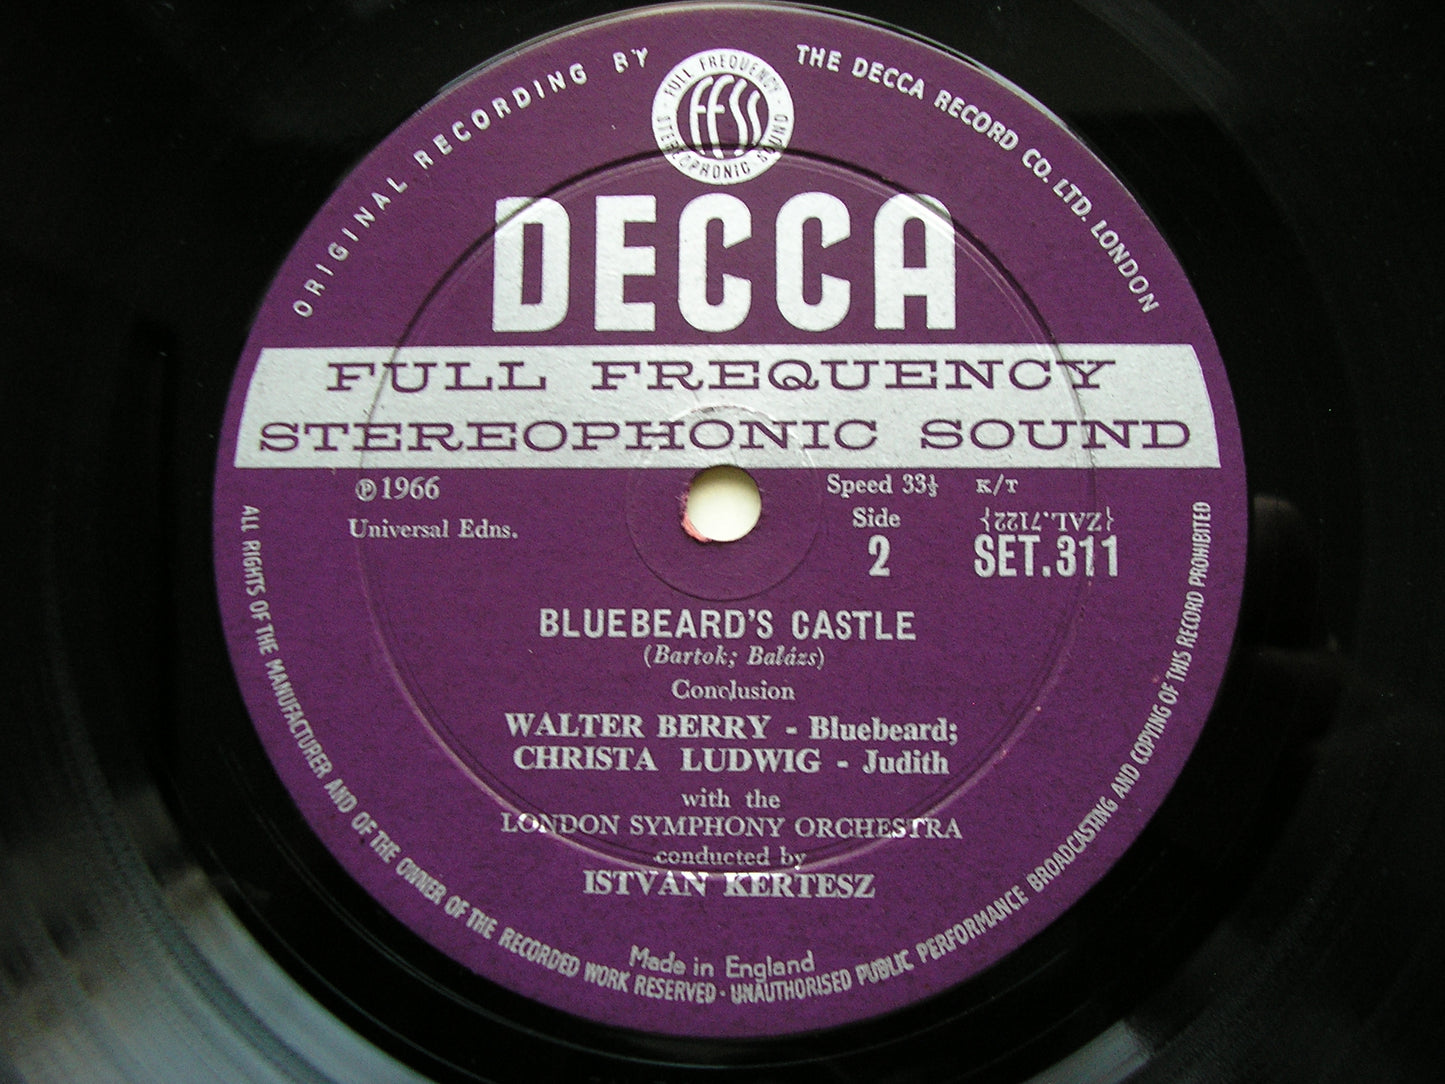 ORIGINAL RECORDING BY
THE DECCA RECORD CO. LTD. LONDON
FULL FREQUENCY
STEREOPHONIC SOUND
FFSS
DECCA
FULL FREQUENCY
STEREOPHONIC SOUND
℗1966
Universal Edns.
Speed 33⅓ K/T
Side
2
{ZAL.7122}
SET.311
BLUEBEARD'S CASTLE
(Bartok; Balázs)
Conclusion
WALTER BERRY - Bluebeard;
CHRISTA LUDWIG - Judith
with the
LONDON SYMPHONY ORCHESTRA
conducted by
ISTVAN KERTESZ
Made in England
ALL RIGHTS OF THE MANUFACTURER AND OF THE OWNER OF THE RECORDED WORK RESERVED · UNAUTHORISED PUBLIC PERFORMANCE BROADCASTING AND COPYING OF THIS RECORD PROHIBITED